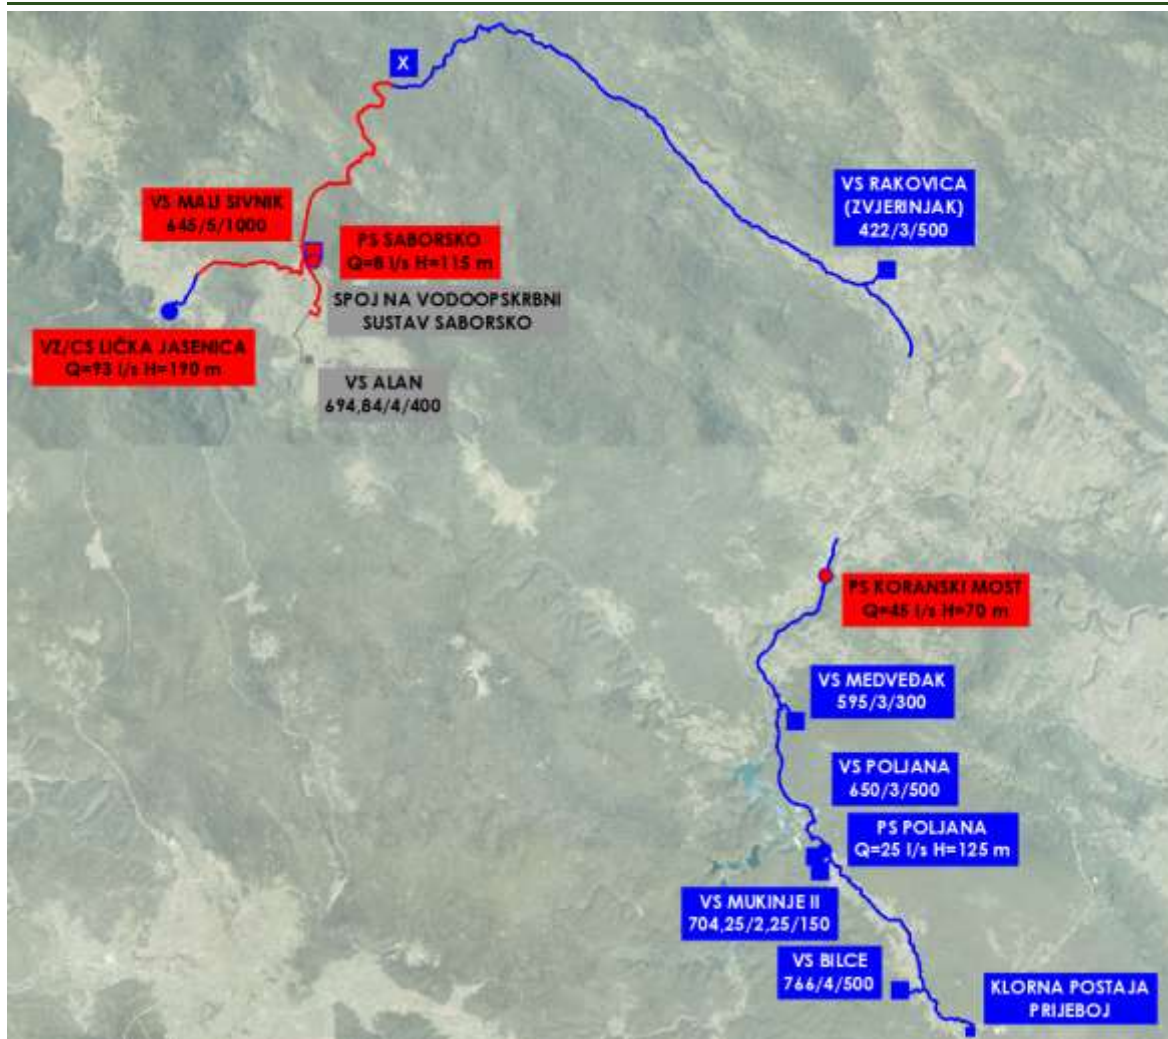 X
VS RAKOVICA
(ZVJERINJAK)
422/3/500
VS MALI SIVNIK
645/5/1000
PS SABORSKO
Q=8 l/s H=115 m
SPOJ NA VODOOPSKRBNI
SUSTAV SABORSKO
VZ/CS LIČKA JASENICA
Q=93 l/s H=190 m
VS ALAN
694,84/4/400
PS KORANSKI MOST
Q=45 l/s H=70 m
VS MEDVEĐAK
595/3/300
VS POLJANA
650/3/500
PS POLJANA
Q=25 l/s H=125 m
VS MUKINJE II
704,25/2,25/150
VS BILCE
766/4/500
KLORNA POSTAJA
PRIJEBOJ